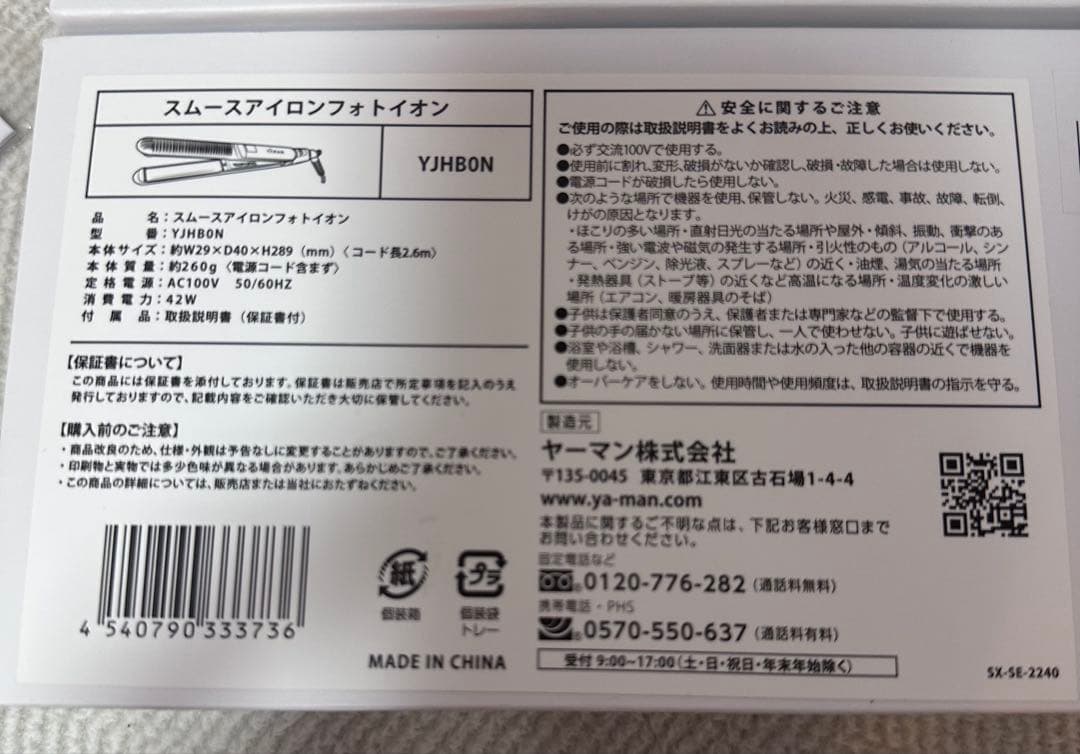 スムースアイロンフォトイオン
YJHB0N
品名：スムースアイロンフォトイオン
型番：YJHB0N
本体サイズ：約W29×D40×H289（mm）〈コード長2.6m〉
本体質量：約260g〈電源コード含まず〉
定格電源：AC100V 50/60HZ
消費電力：42W
付属品：取扱説明書（保証書付）
【保証書について】
この商品には保証書を添付しております。保証書は販売店で所定事項を記入のうえ
発行しておりますので、記載内容をご確認いただき大切に保管してください。
【購入前のご注意】
・商品改良のため、仕様・外観は予告なしに変更することがありますので、ご了承ください。
・印刷物と実物では多少色味が異なる場合があります。あらかじめご了承ください。
・この商品の詳細については、販売店または当社におたずねください。
4 540790 333736
紙
個装箱
プラ
個装袋
トレー
MADE IN CHINA
⚠安全に関するご注意
ご使用の際は取扱説明書をよくお読みの上、正しくお使いください。
●必ず交流100Vで使用する。
●使用前に割れ、変形、破損がないか確認し、破損・故障した場合は使用しない。
●電源コードが破損したら使用しない。
●次のような場所で機器を使用、保管しない。火災、感電、事故、故障、転倒、
けがの原因となります。
・ほこりの多い場所・直射日光の当たる場所や屋外・傾斜、振動、衝撃のあ
る場所・強い電波や磁気の発生する場所・引火性のもの（アルコール、シン
ナー、ベンジン、除光液、スプレーなど）の近く・油煙、湯気の当たる場所
・発熱器具（ストーブ等）の近くなど高温になる場所・温度変化の激しい
場所（エアコン、暖房器具のそば）
●子供は保護者同意のうえ、保護者または専門家などの監督下で使用する。
●子供の手の届かない場所に保管し、一人で使わせない。子供に遊ばせない。
●浴室や浴槽、シャワー、洗面器または水の入った他の容器の近くで機器を
使用しない。
●オーバーケアをしない。使用時間や使用頻度は、取扱説明書の指示を守る。
製造元
ヤーマン株式会社
〒135-0045 東京都江東区古石場1-4-4
www.ya-man.com
本製品に関するご不明な点は、下記お客様窓口まで
お問い合わせください。
固定電話など
0120-776-282（通話料無料）
携帯電話・PHS
0570-550-637（通話料有料）
受付 9:00~17:00（土・日・祝日・年末年始除く）
SX-SE-2240